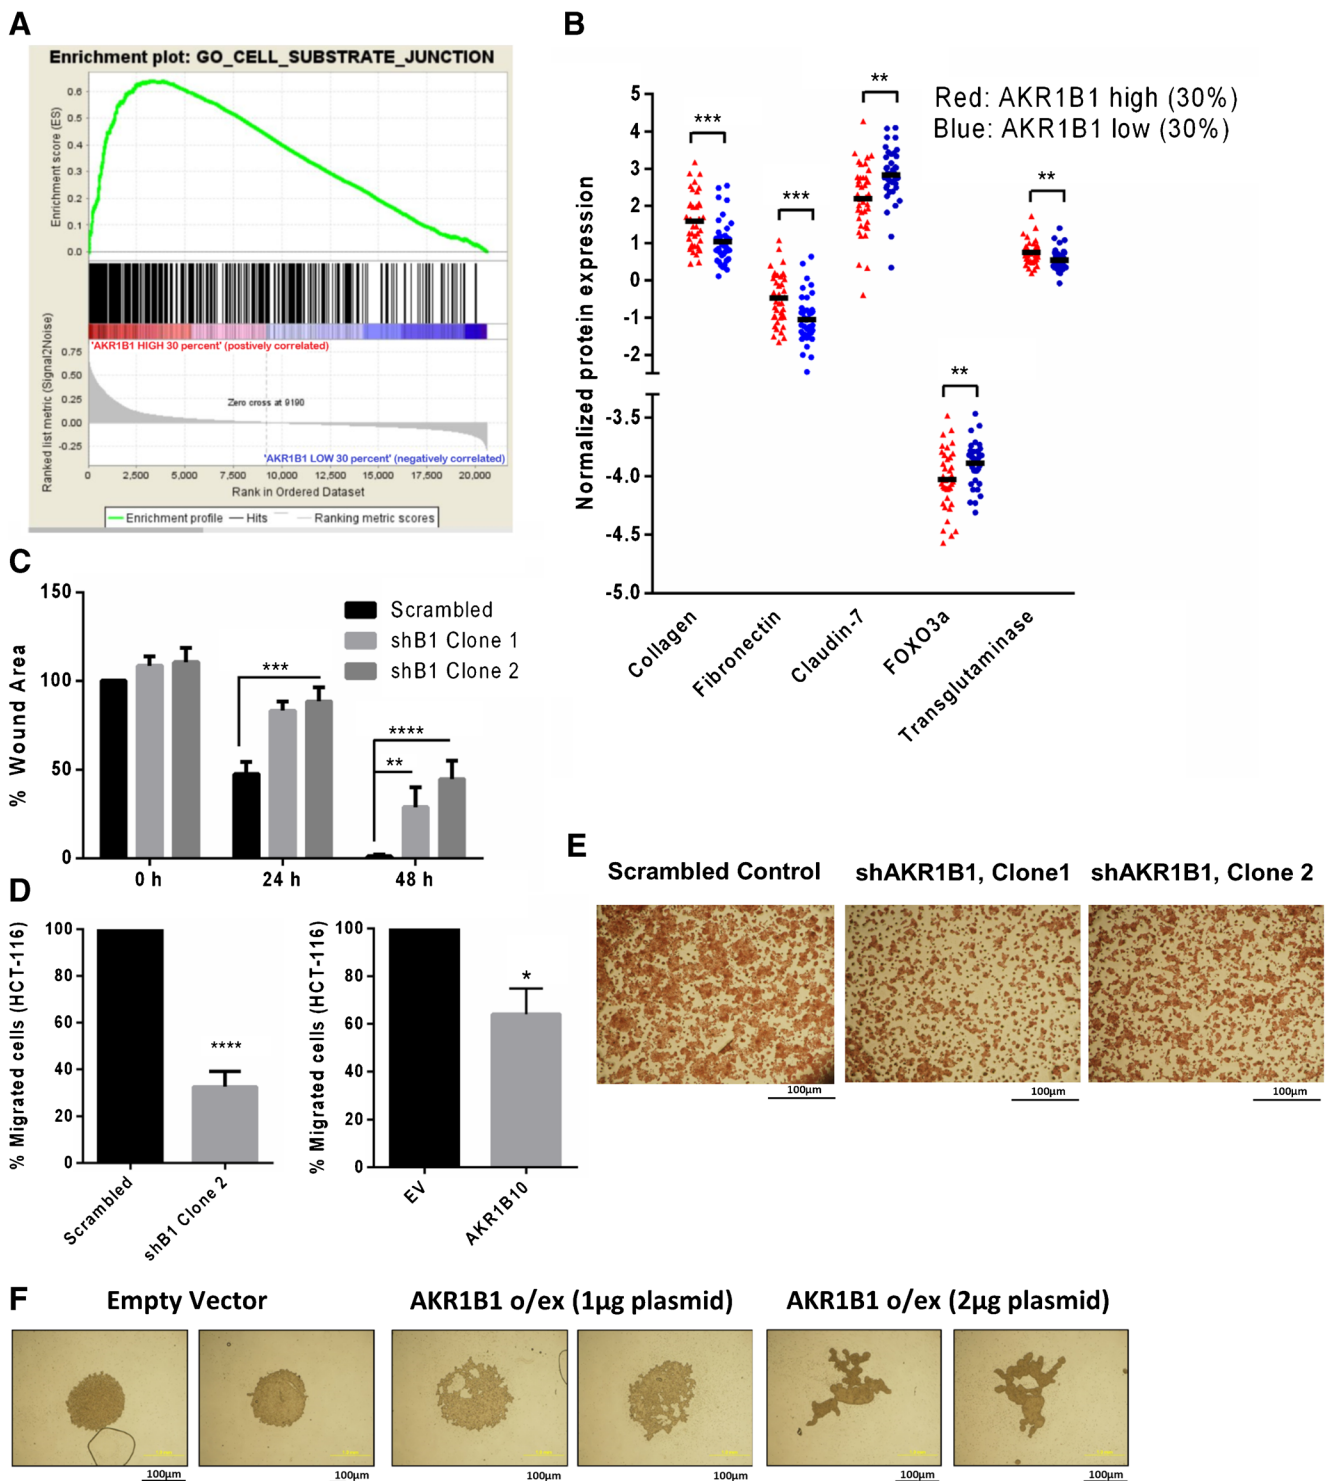 A
Enrichment plot: GO_CELL_SUBSTRATE_JUNCTION
Enrichment score (ES)
0.6
0.5
0.4
0.3
0.2
0.1
0.0
'AKR1B1 HIGH 30 percent' (postively correlated)
Ranked list metric (Signal2Noise)
0.75
0.50
0.25
0.00
-0.25
Zero cross at 9190
'AKR1B1 LOW 30 percent' (negatively correlated)
0 2,500 5,000 7,500 10,000 12,500 15,000 17,500 20,000
Rank in Ordered Dataset
Enrichment profile Hits Ranking metric scores
B
Normalized protein expression
5
4
3
2
1
0
-1
-2
-3.5
-4.0
-4.5
-5.0
***
***
**
**
**
Red: AKR1B1 high (30%)
Blue: AKR1B1 low (30%)
Collagen
Fibronectin
Claudin-7
FOXO3a
Transglutaminase
C
% Wound Area
150
100
50
0
Scrambled
shB1 Clone 1
shB1 Clone 2
***
****
**
0 h 24 h 48 h
D
% Migrated cells (HCT-116)
100
80
60
40
20
0
****
Scrambled
shB1 Clone 2
% Migrated cells (HCT-116)
100
80
60
40
20
0
*
EV
AKR1B10
E
Scrambled Control
shAKR1B1, Clone1
shAKR1B1, Clone 2
100µm
100µm
100µm
F
Empty Vector
AKR1B1 o/ex (1µg plasmid)
AKR1B1 o/ex (2µg plasmid)
100µm
100µm
100µm
100µm
100µm
100µm